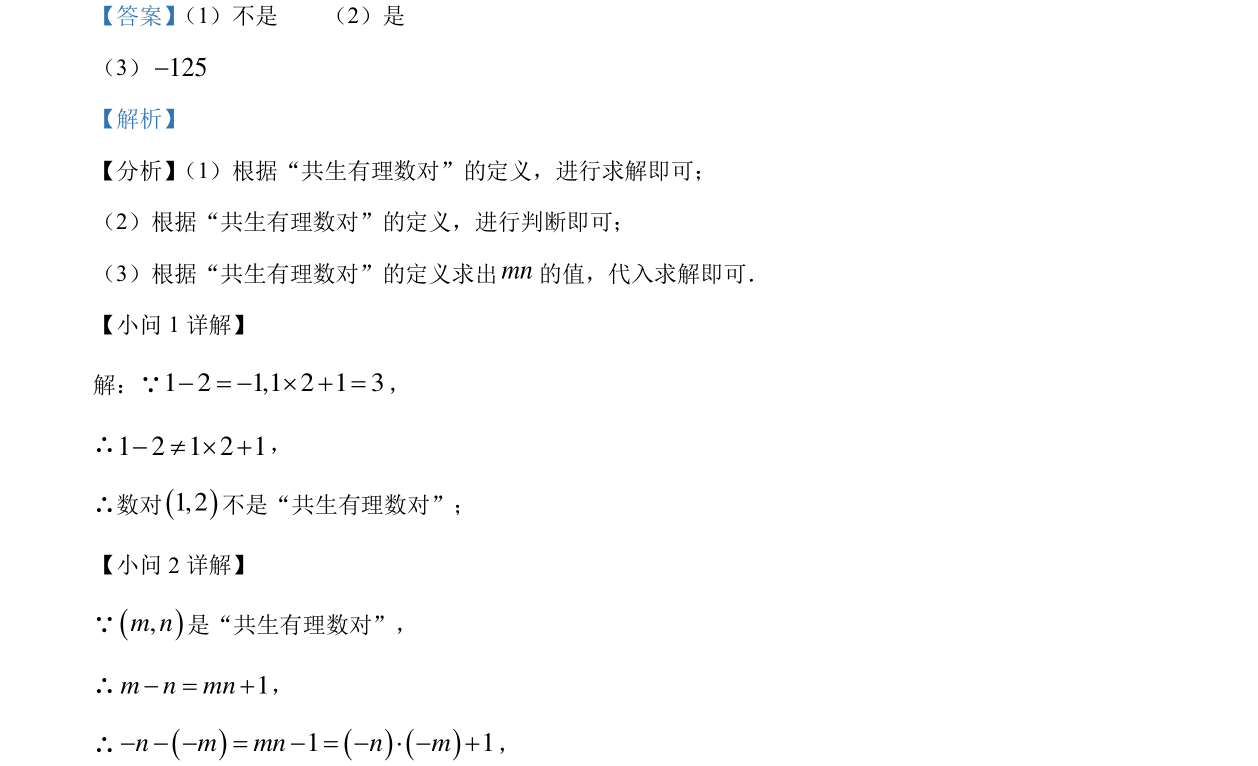 【答案】（1）不是 （2）是
（3）−125
【解析】
【分析】（1）根据“共生有理数对”的定义，进行求解即可；
（2）根据“共生有理数对”的定义，进行判断即可；
（3）根据“共生有理数对”的定义求出mn的值，代入求解即可．
【小问 1 详解】
解：∵1−2=−1,1×2+1=3，
∴1−2≠1×2+1，
∴数对(1,2)不是“共生有理数对”；
【小问 2 详解】
∵(m,n)是“共生有理数对”，
∴m−n=mn+1，
∴−n−(−m)=mn−1=(−n)·(−m)+1，